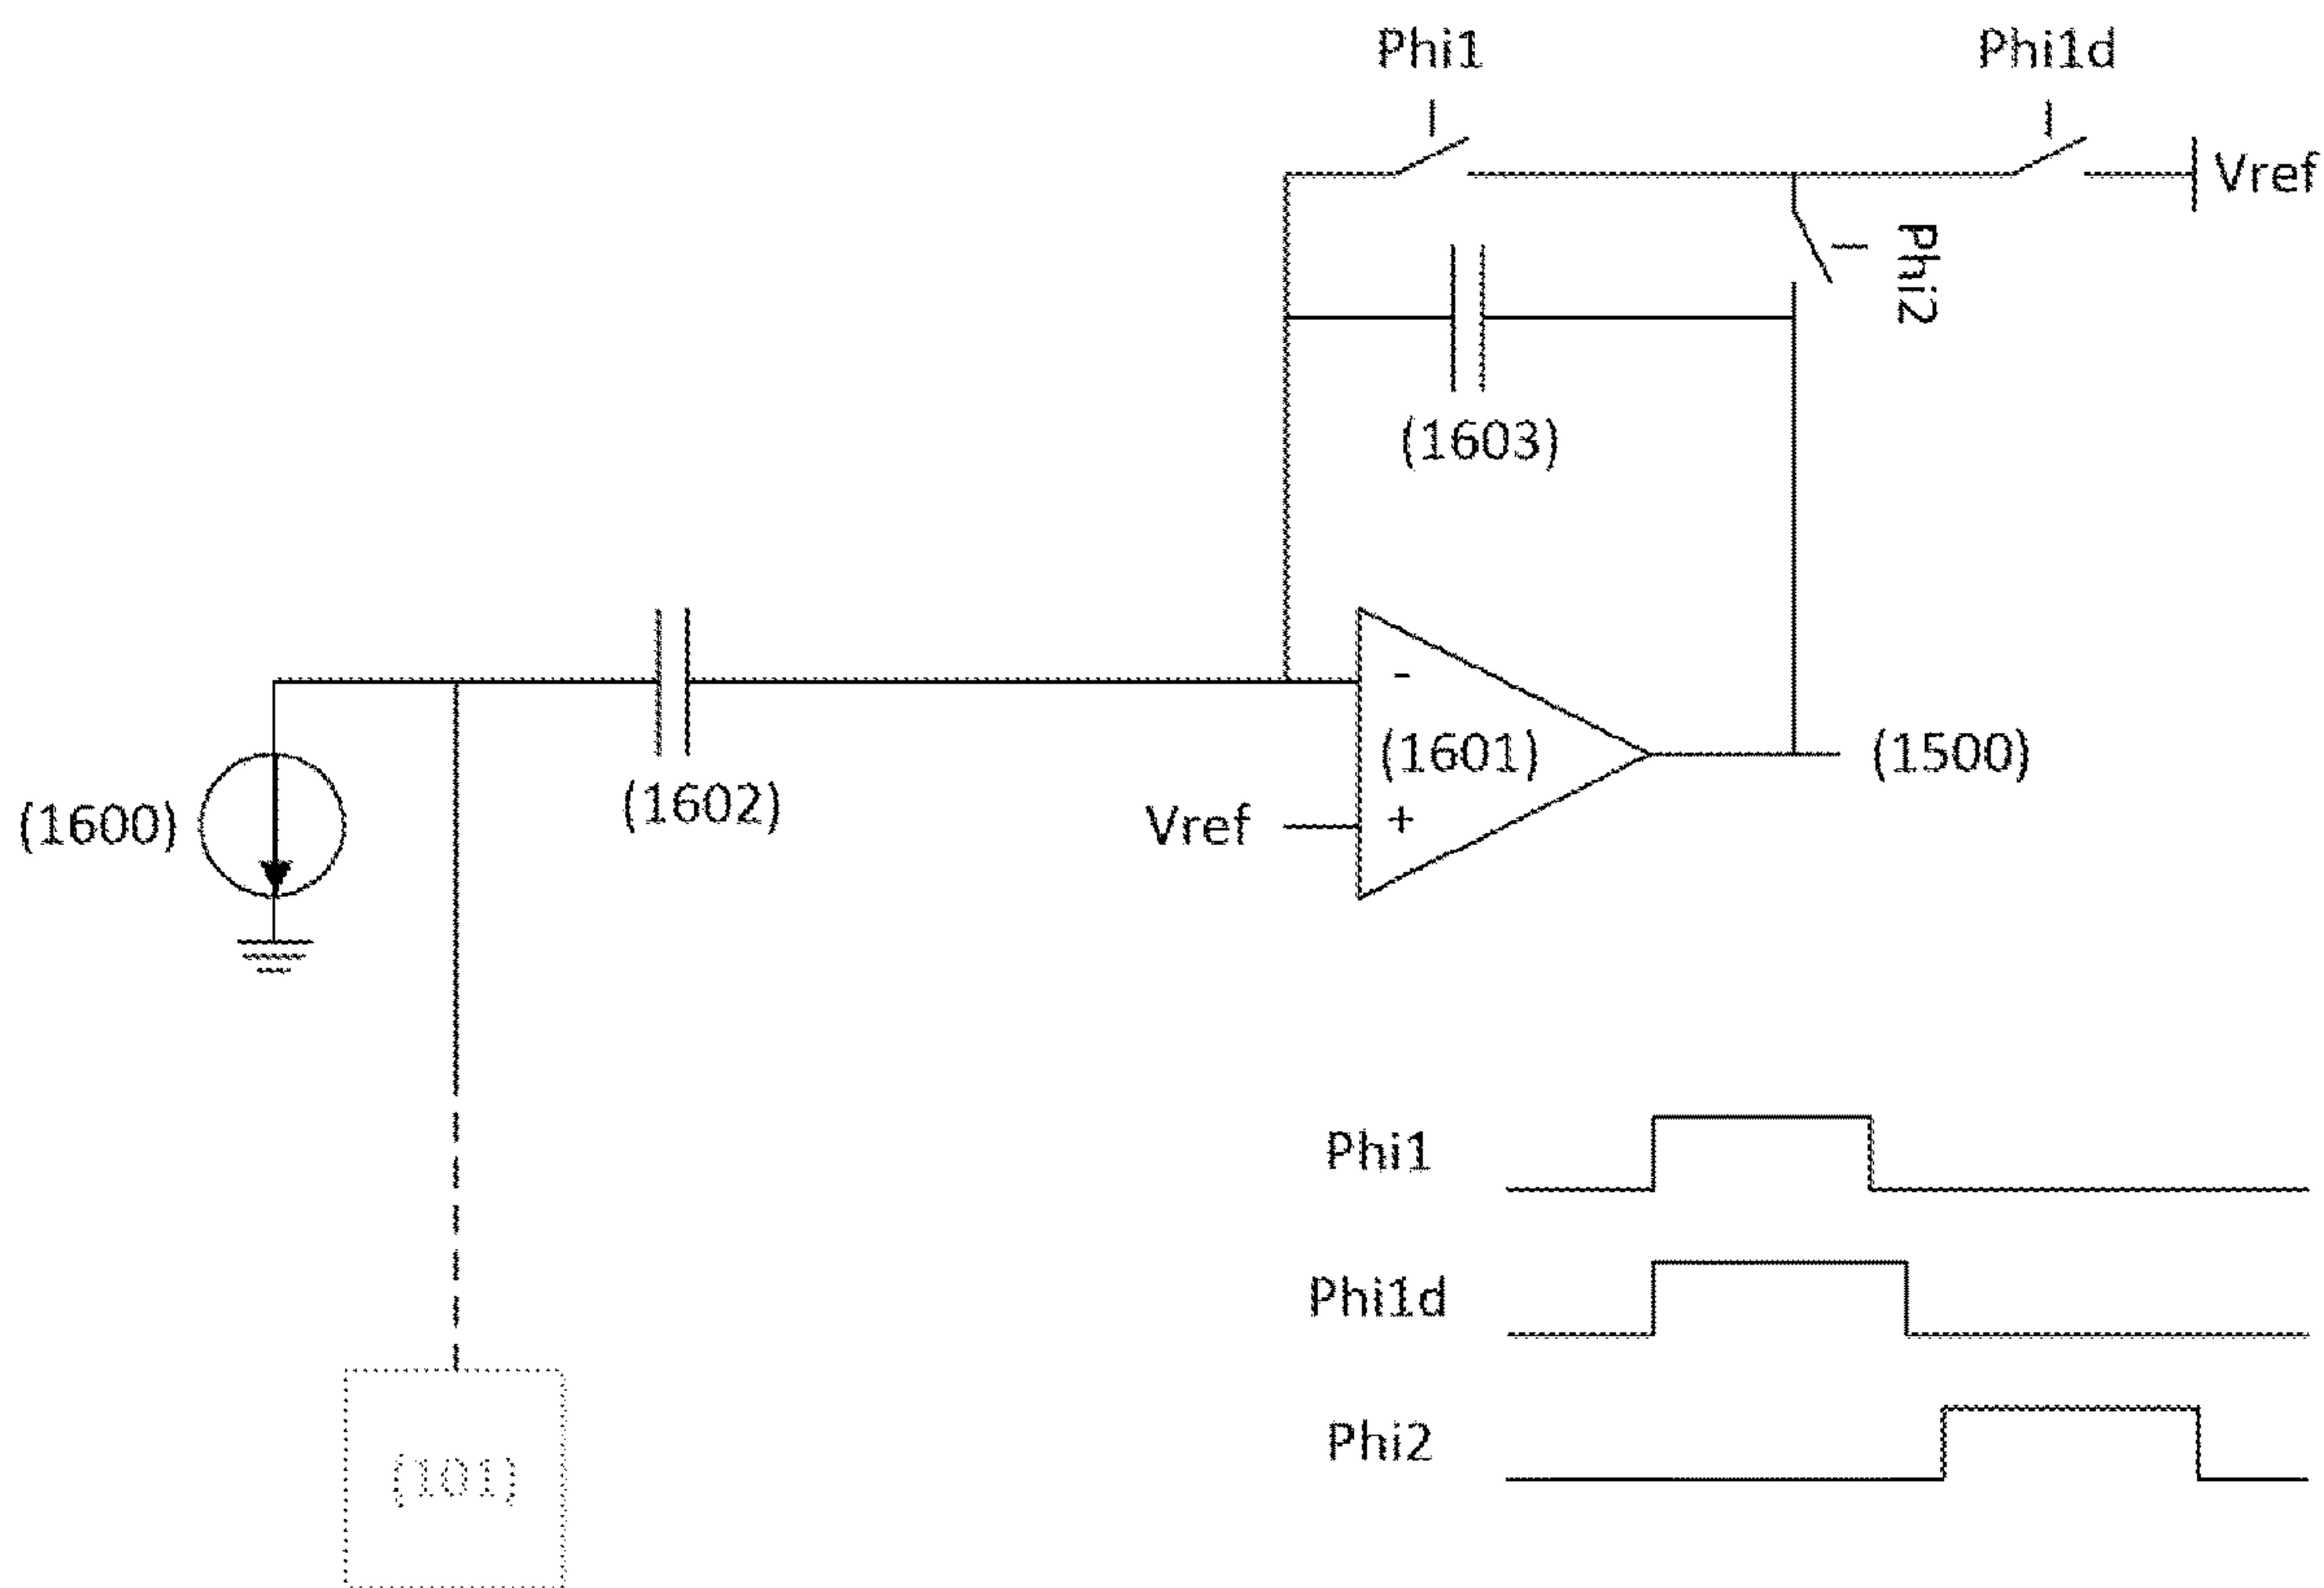 Phi1
Phi1d
Vref
Phi2
(1603)
-
(1601)
(1500)
(1600)
(1602)
Vref
+
Phi1
Phi1d
Phi2
(101)